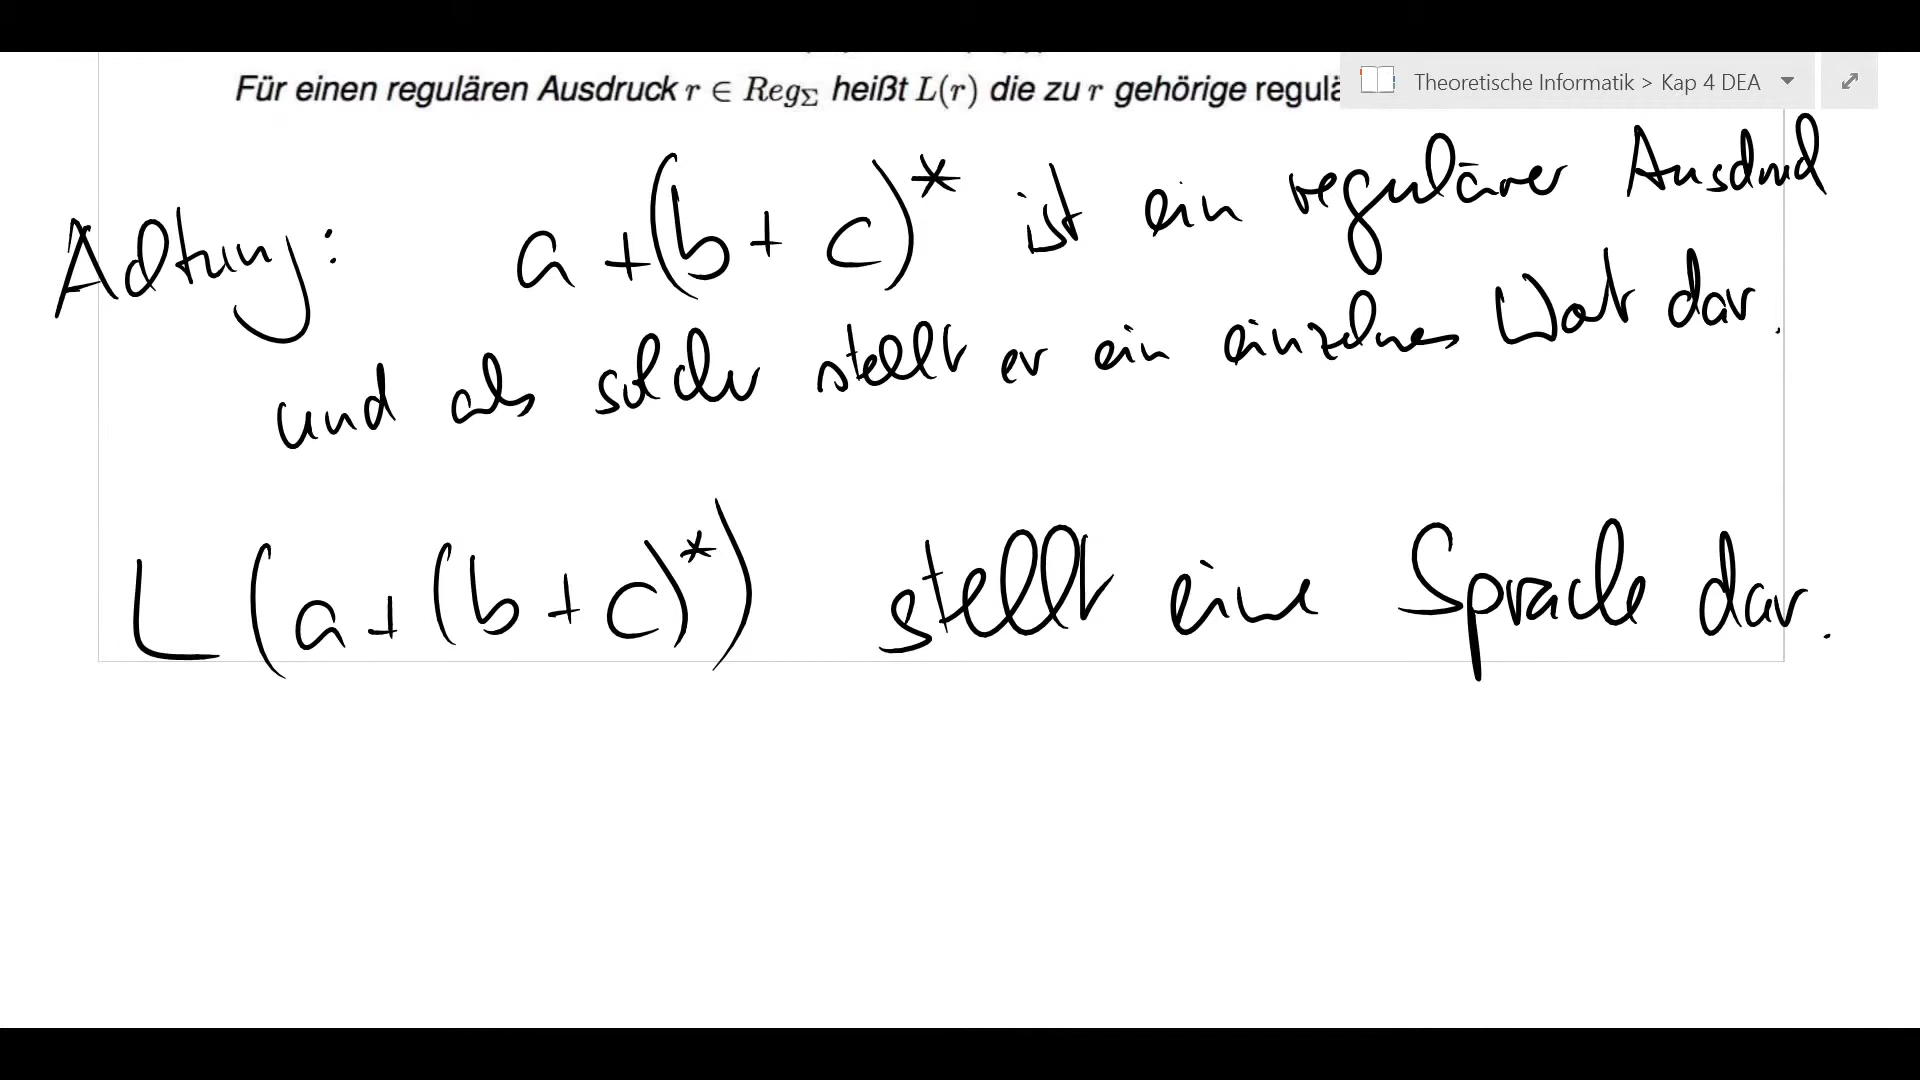 Für einen regulären Ausdruck r ∈ Reg_Σ heißt L(r) die zu r gehörige regulä
Theoretische Informatik > Kap 4 DEA
Achtung: a + (b + c)* ist ein regulärer Ausdruck
und als solcher stellt er ein einzelnes Wort dar.
L (a + (b + c)*) stellt eine Sprache dar.